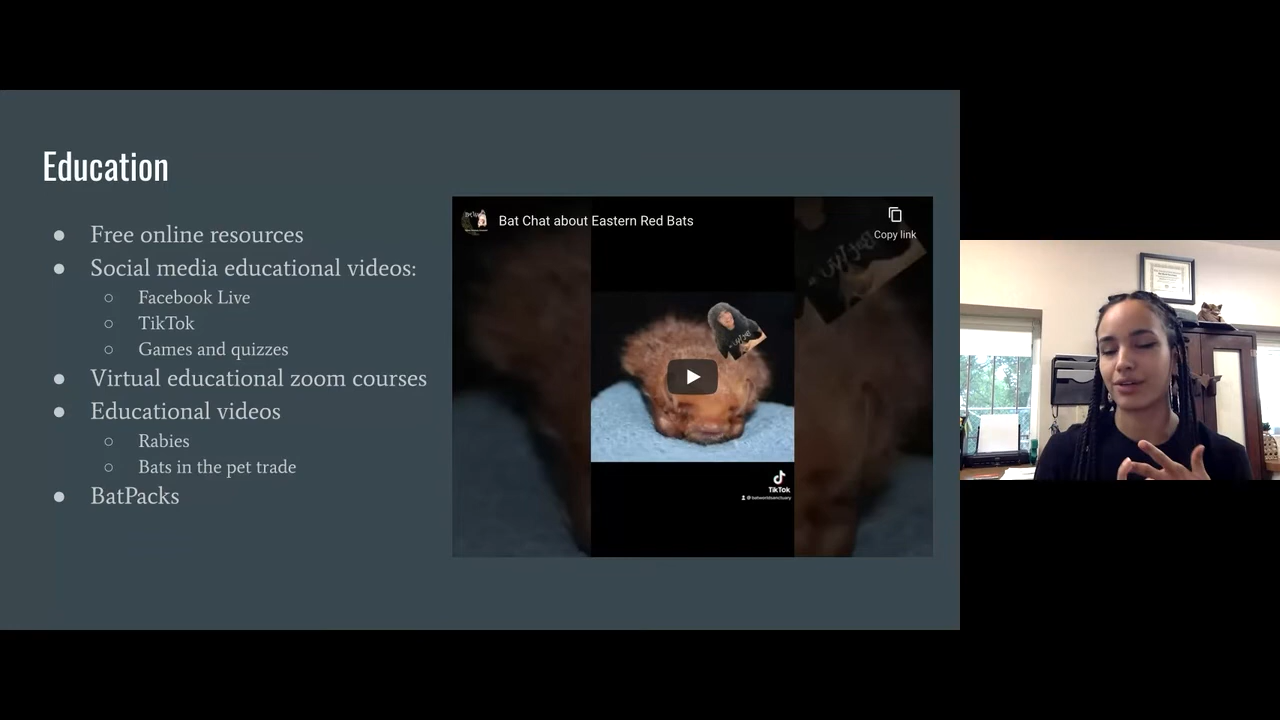 Education
● Free online resources
● Social media educational videos:
○ Facebook Live
○ TikTok
○ Games and quizzes
● Virtual educational zoom courses
● Educational videos
○ Rabies
○ Bats in the pet trade
● BatPacks
Bat Chat about Eastern Red Bats
Copy link
TikTok
@batworldsanctuary